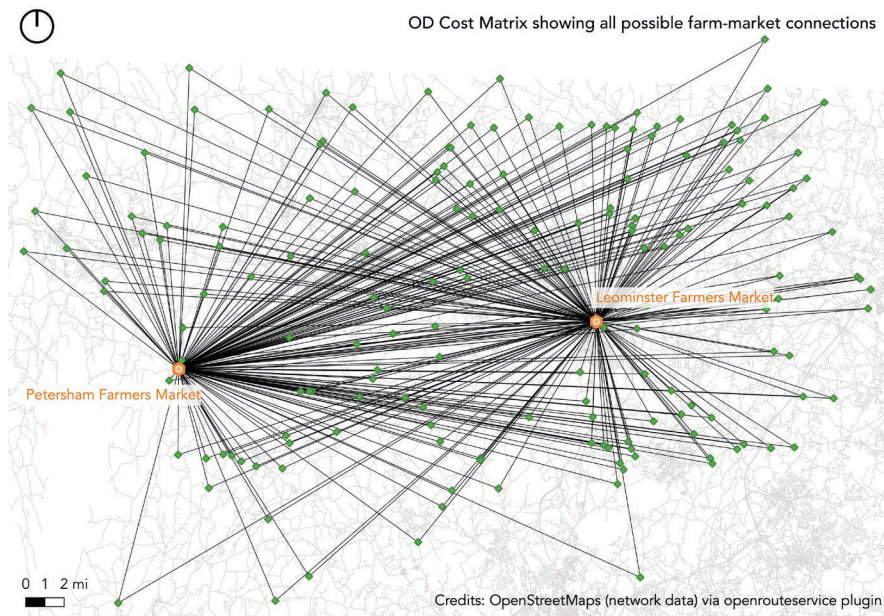 OD Cost Matrix showing all possible farm-market connections
Leominster Farmers Market
Petersham Farmers Market
0 1 2 mi
Credits: OpenStreetMaps (network data) via openrouteservice plugin